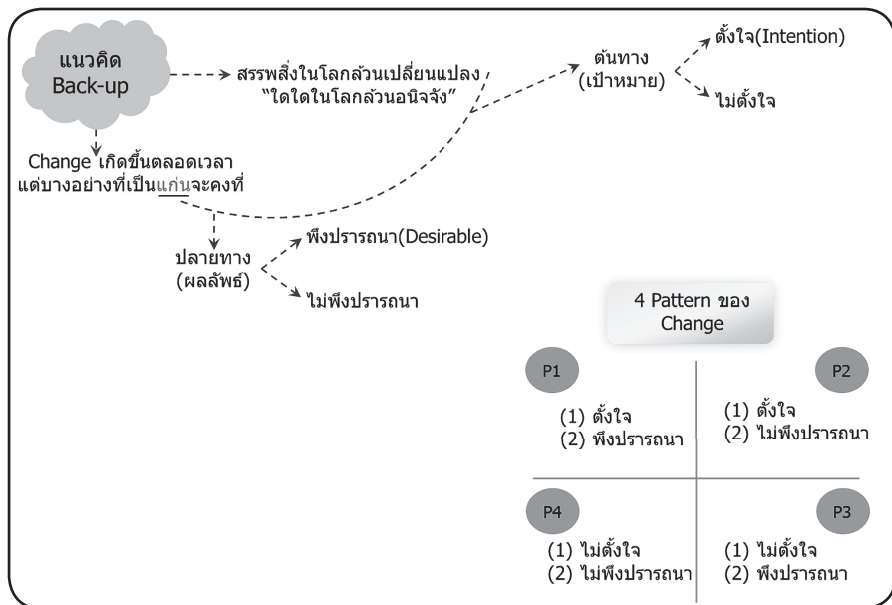 แนวคิด
Back-up
สรรพสิ่งในโลกล้วนเปลี่ยนแปลง
“ใดใดในโลกล้วนอนิจจัง”
ต้นทาง
(เป้าหมาย)
ตั้งใจ(Intention)
ไม่ตั้งใจ
Change เกิดขึ้นตลอดเวลา
แต่บางอย่างที่เป็นแก่นจะคงที่
ปลายทาง
(ผลลัพธ์)
พึงปรารถนา(Desirable)
ไม่พึงปรารถนา
4 Pattern ของ
Change
P1
(1) ตั้งใจ
(2) พึงปรารถนา
P2
(1) ตั้งใจ
(2) ไม่พึงปรารถนา
P4
(1) ไม่ตั้งใจ
(2) ไม่พึงปรารถนา
P3
(1) ไม่ตั้งใจ
(2) พึงปรารถนา